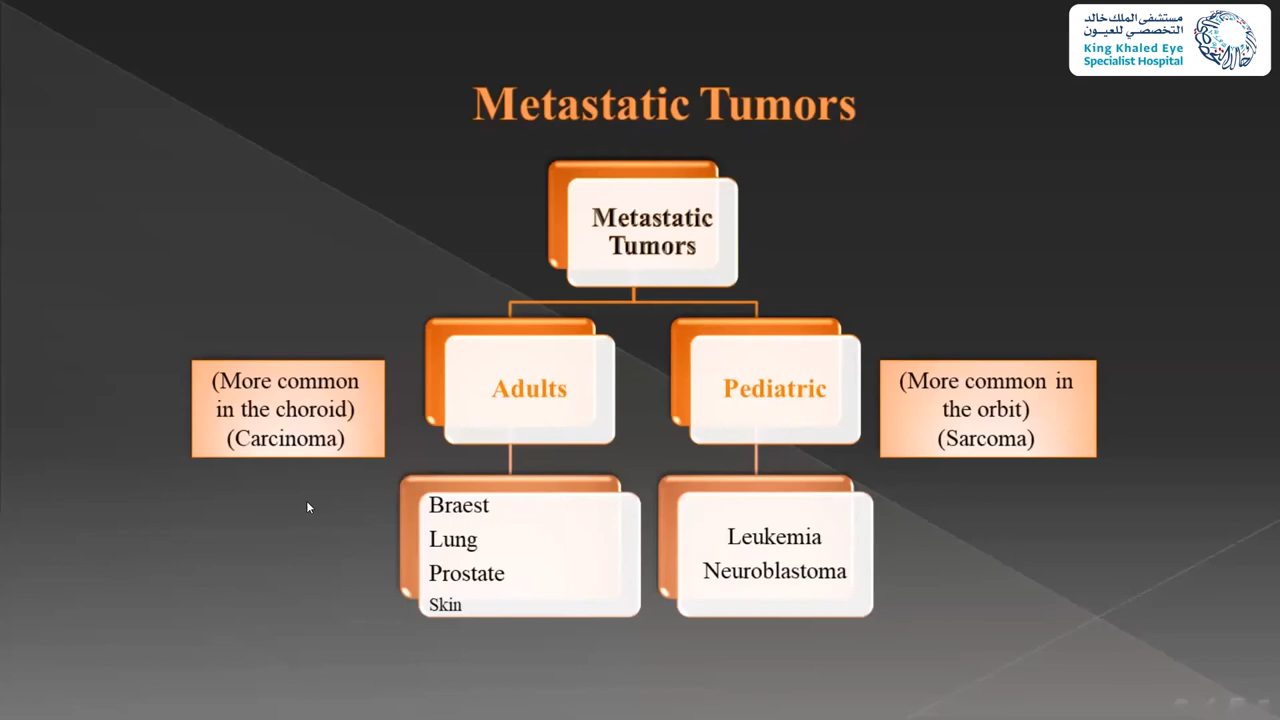 مستشفى الملك خالد
التخصصي للعيون
King Khaled Eye
Specialist Hospital
Metastatic Tumors
Metastatic
Tumors
Adults
Pediatric
(More common
in the choroid)
(Carcinoma)
(More common in
the orbit)
(Sarcoma)
Braest
Lung
Prostate
Skin
Leukemia
Neuroblastoma